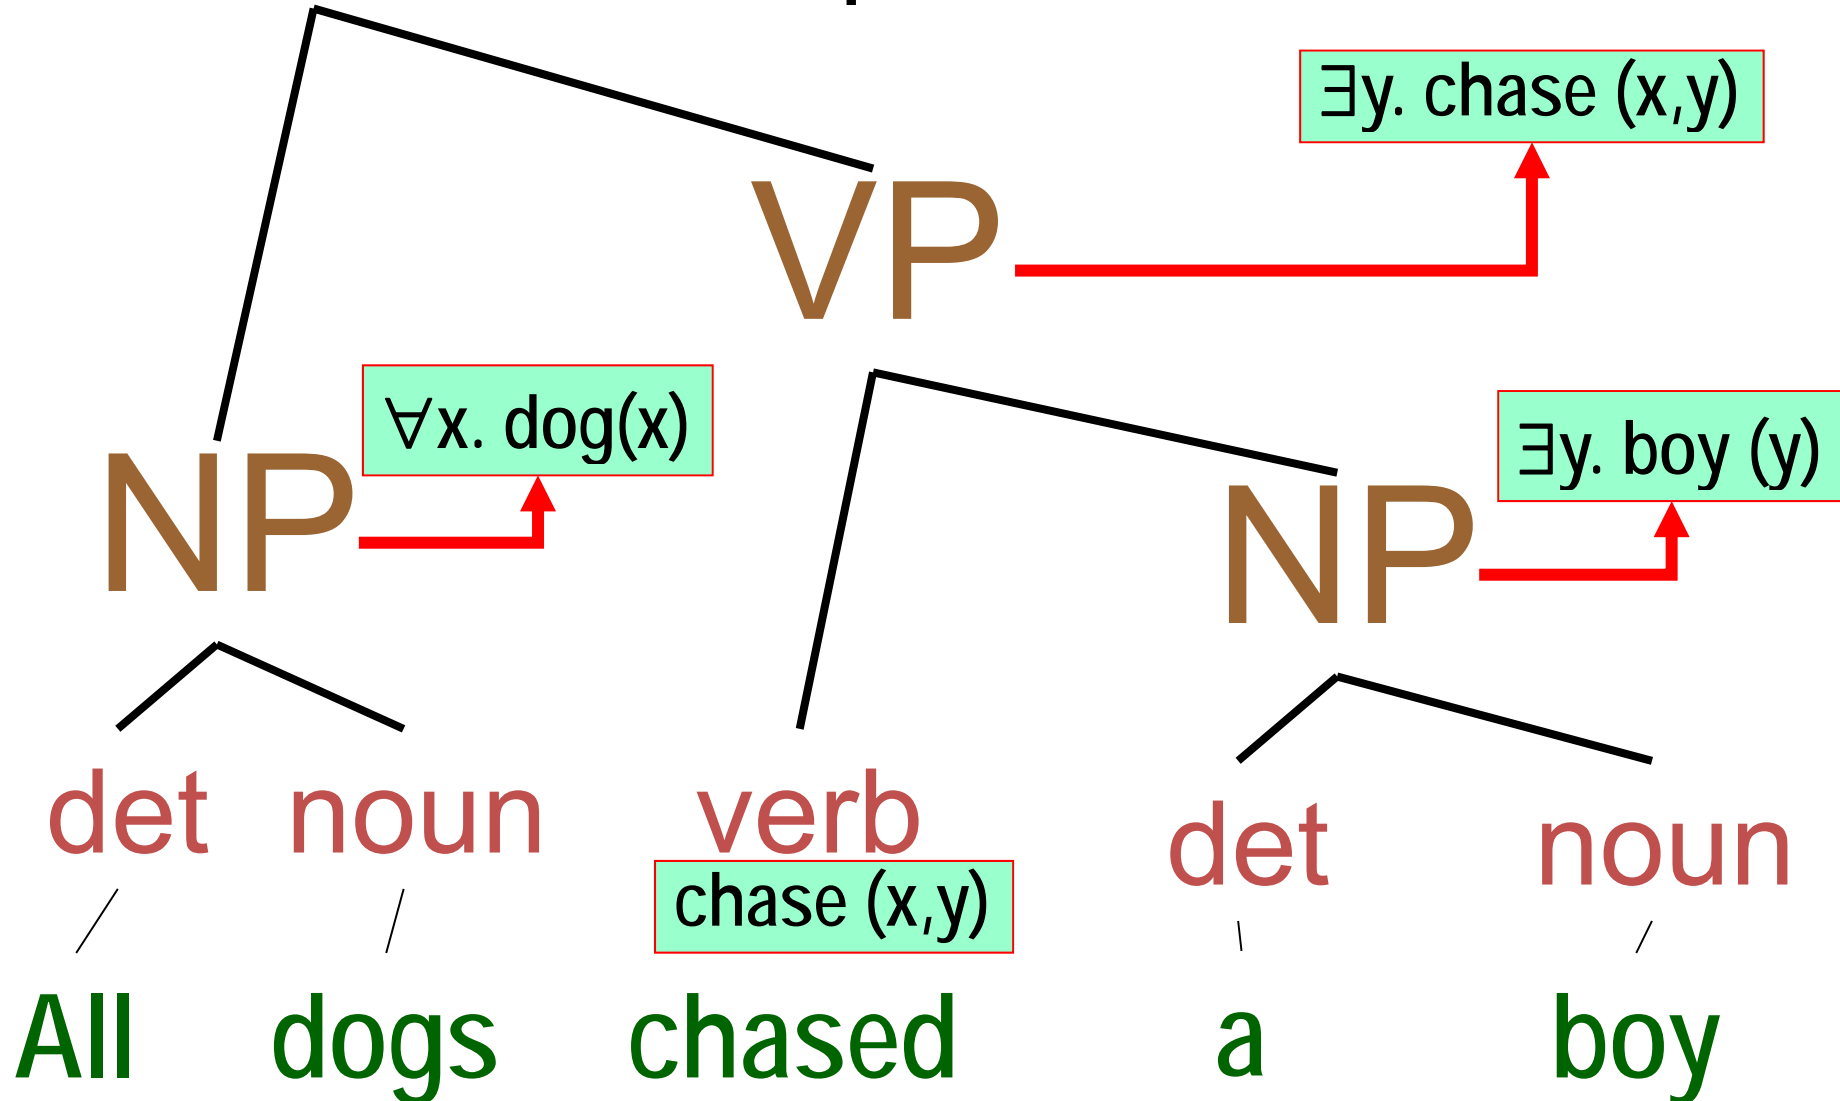 ∃y. chase (x,y)
VP
∀x. dog(x)
∃y. boy (y)
NP
NP
det noun verb det noun
chase (x,y)
All dogs chased a boy